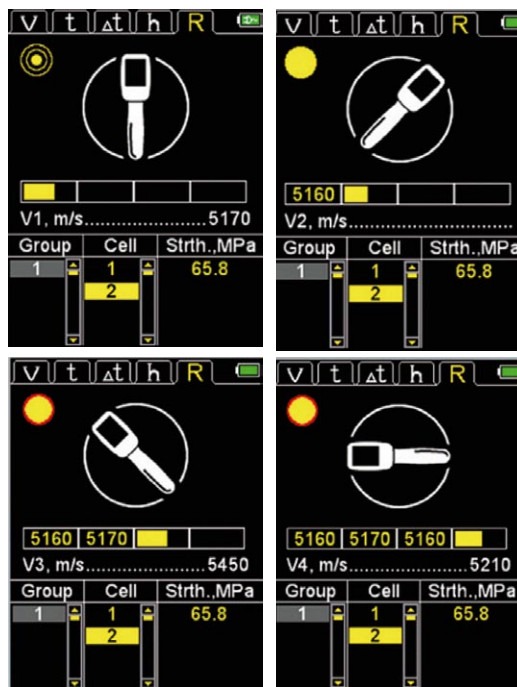 V t Δt h R
V1, m/s.............................5170
Group Cell Strth.,MPa
1 1 65.8
2
V t Δt h R
5160
V2, m/s.............................
Group Cell Strth.,MPa
1 1 65.8
2
V t Δt h R
5160 5170
V3, m/s.............................5450
Group Cell Strth.,MPa
1 1 65.8
2
V t Δt h R
5160 5170 5160
V4, m/s.............................5210
Group Cell Strth.,MPa
1 1 65.8
2